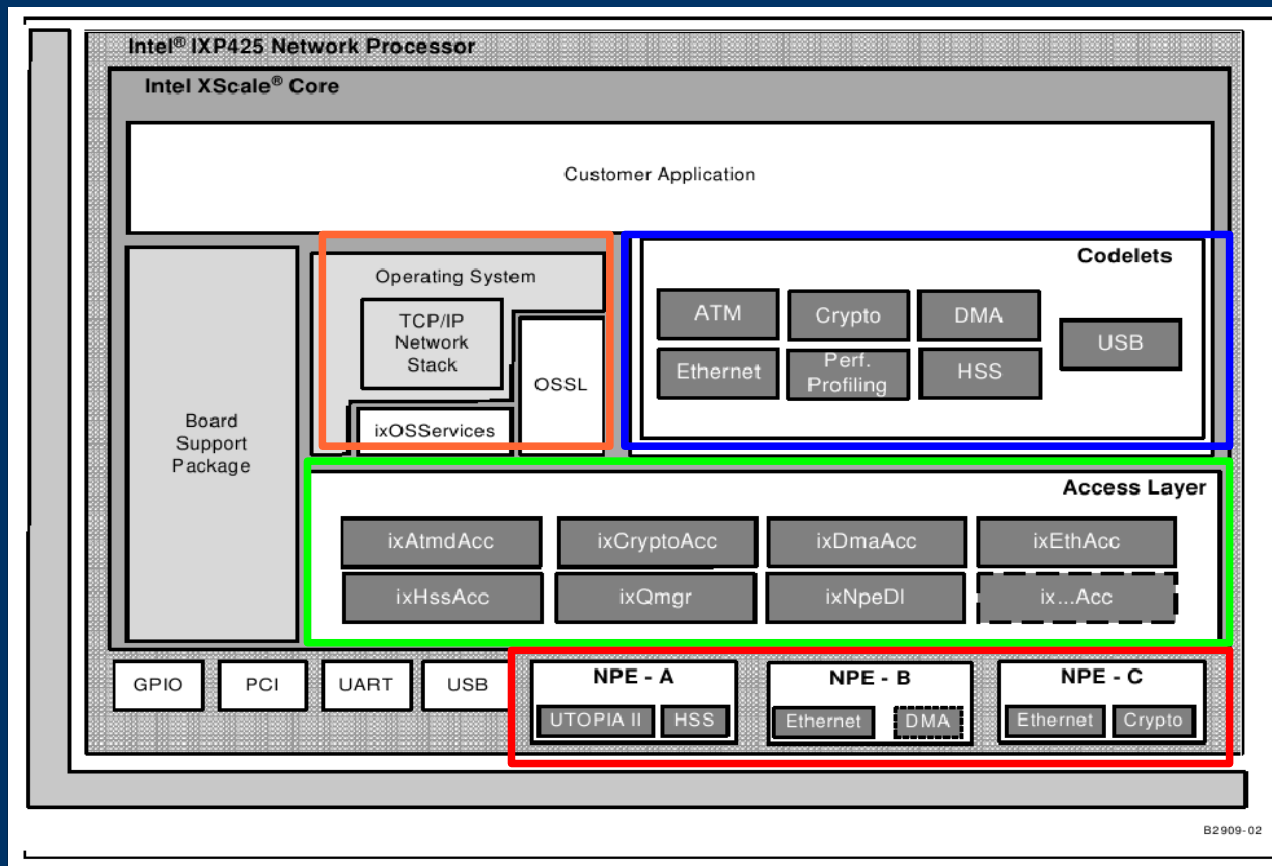 Intel® IXP425 Network Processor
Intel XScale® Core
Customer Application
Board
Support
Package
Operating System
TCP/IP
Network
Stack
OSSL
ixOSServices
Codelets
ATM
Crypto
DMA
USB
Ethernet
Perf.
Profiling
HSS
Access Layer
ixAtmdAcc
ixCryptoAcc
ixDmaAcc
ixEthAcc
ixHssAcc
ixQmgr
ixNpeDl
ix...Acc
GPIO
PCI
UART
USB
NPE - A
UTOPIA II
HSS
NPE - B
Ethernet
DMA
NPE - C
Ethernet
Crypto
B2909-02